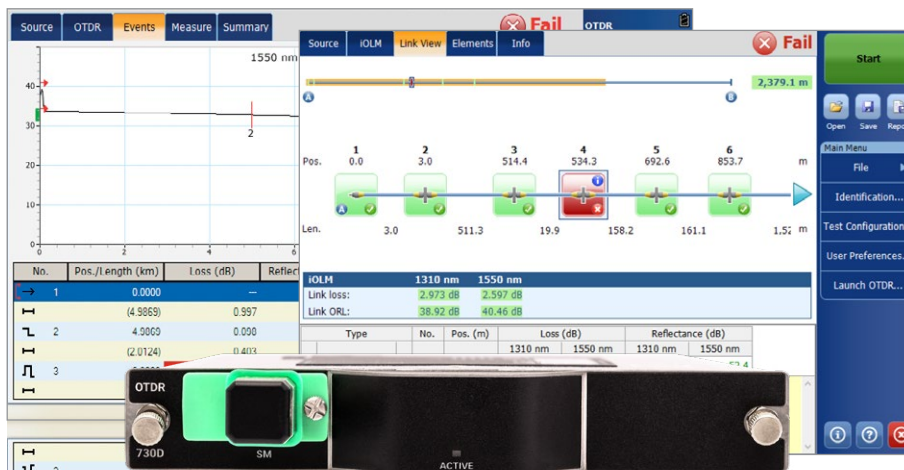 Source OTDR Events Measure Summary
Fail
OTDR
1550 nm
40
30
20
10
0
0 2 4 6
2
No. Pos./Length (km) Loss (dB)
1 0.0000 ---
(4.9869) 0.997
2 4.9869 0.098
(2.0124) 0.403
3
Source iOLM Link View Elements Info
Fail
A B
2,379.1 m
1 2 3 4 5 6
Pos. 0.0 3.0 514.4 534.3 692.6 853.7 m
A
Len. 3.0 511.3 19.9 158.2 161.1 m
iOLM 1310 nm 1550 nm
Link loss: 2.973 dB 2.597 dB
Link ORL: 38.92 dB 40.46 dB
Type No. Pos. (m) Loss (dB) Reflectance (dB)
1310 nm 1550 nm 1310 nm 1550 nm
Start
Open Save
Main Menu
File
Identification...
Test Configuration
User Preferences.
Launch OTDR...
OTDR
730D
SM
ACTIVE